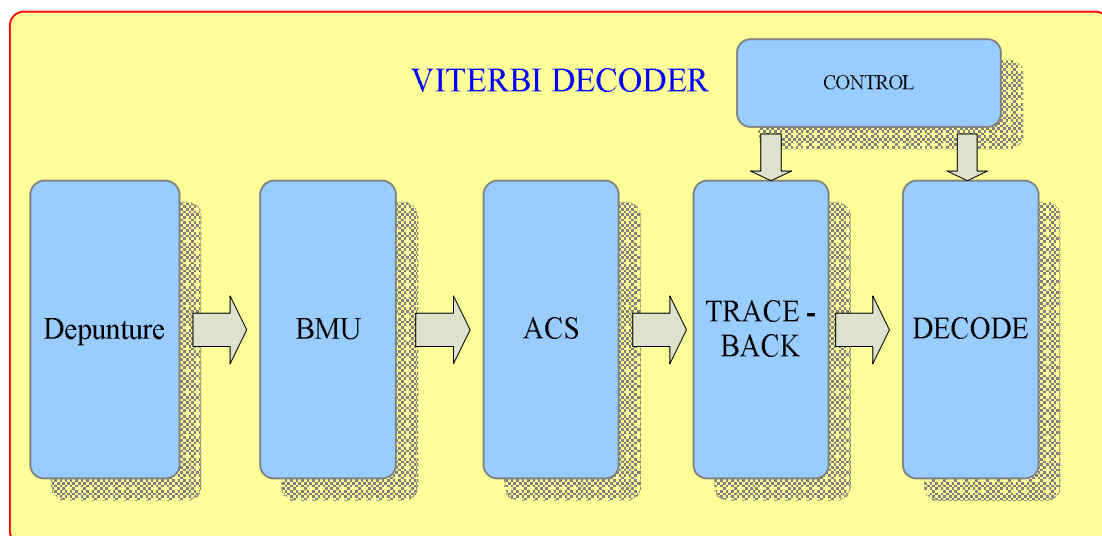 VITERBI DECODER
CONTROL
Depunture
BMU
ACS
TRACE -
BACK
DECODE